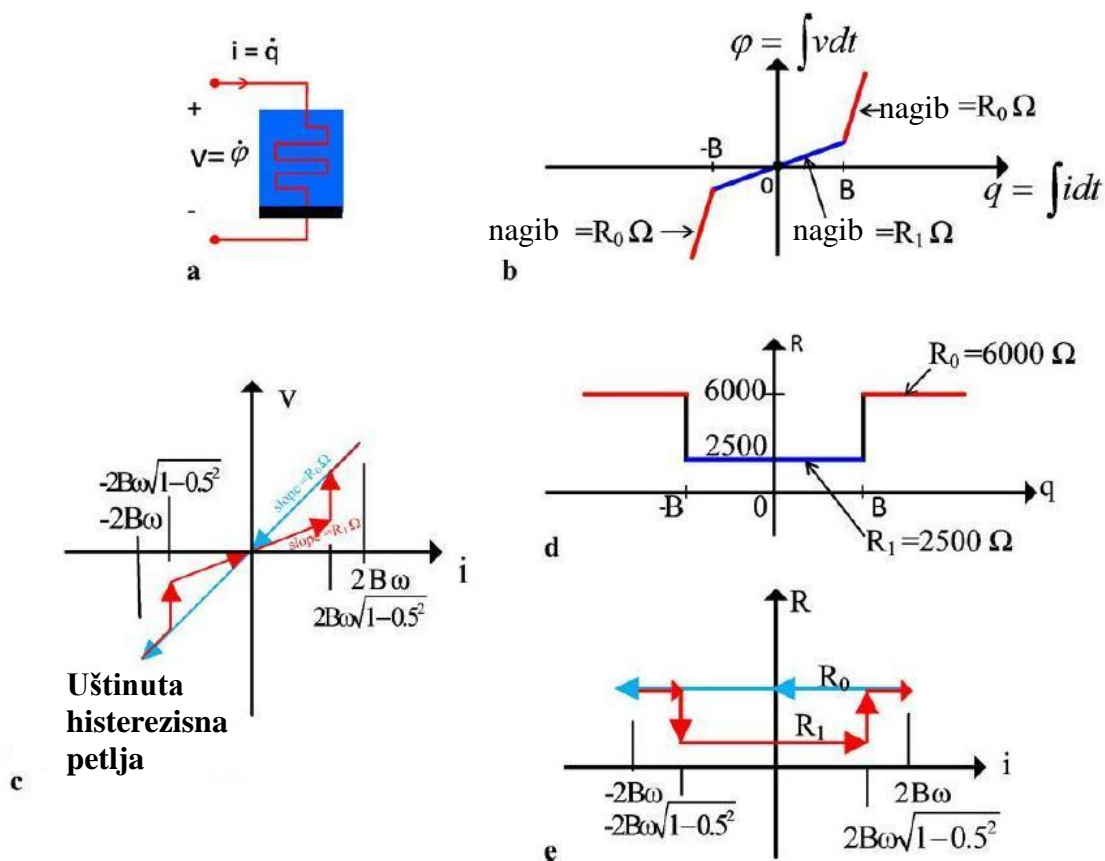 i = q̇
+
v= φ̇
-
a
φ = ∫vdt
nagib =R₀ Ω
-B
0
B
q = ∫idt
nagib =R₀ Ω
nagib =R₁ Ω
b
V
-2Bω√1−0.5²
-2Bω
slope=R₀Ω
slope=R₁Ω
i
2Bω
2Bω√1−0.5²
Uštinuta
histerezisna
petlja
c
R
R₀ =6000 Ω
6000
2500
-B
0
B
q
R₁ =2500 Ω
d
R
R₀
R₁
i
-2Bω
-2Bω√1−0.5²
2Bω
2Bω√1−0.5²
e